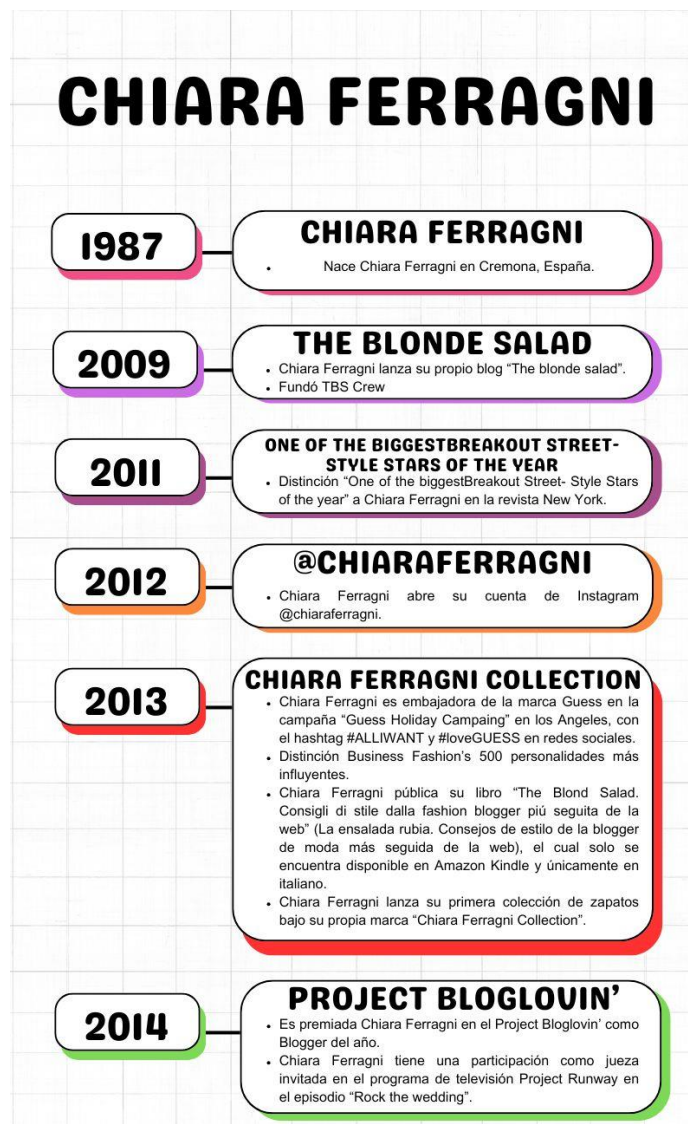 CHIARA FERRAGNI
1987
CHIARA FERRAGNI
• Nace Chiara Ferragni en Cremona, España.
2009
THE BLONDE SALAD
• Chiara Ferragni lanza su propio blog “The blonde salad”.
• Fundó TBS Crew
2011
ONE OF THE BIGGESTBREAKOUT STREET-
STYLE STARS OF THE YEAR
• Distinción “One of the biggestBreakout Street- Style Stars
of the year” a Chiara Ferragni en la revista New York.
2012
@CHIARAFERRAGNI
• Chiara Ferragni abre su cuenta de Instagram
@chiaraferragni.
2013
CHIARA FERRAGNI COLLECTION
• Chiara Ferragni es embajadora de la marca Guess en la
campaña “Guess Holiday Campaing” en los Angeles, con
el hashtag #ALLIWANT y #loveGUESS en redes sociales.
• Distinción Business Fashion’s 500 personalidades más
influyentes.
• Chiara Ferragni pública su libro “The Blond Salad.
Consigli di stile dalla fashion blogger piú seguita de la
web” (La ensalada rubia. Consejos de estilo de la blogger
de moda más seguida de la web), el cual solo se
encuentra disponible en Amazon Kindle y únicamente en
italiano.
• Chiara Ferragni lanza su primera colección de zapatos
bajo su propia marca “Chiara Ferragni Collection”.
2014
PROJECT BLOGLOVIN’
• Es premiada Chiara Ferragni en el Project Bloglovin’ como
Blogger del año.
• Chiara Ferragni tiene una participación como jueza
invitada en el programa de televisión Project Runway en
el episodio “Rock the wedding”.